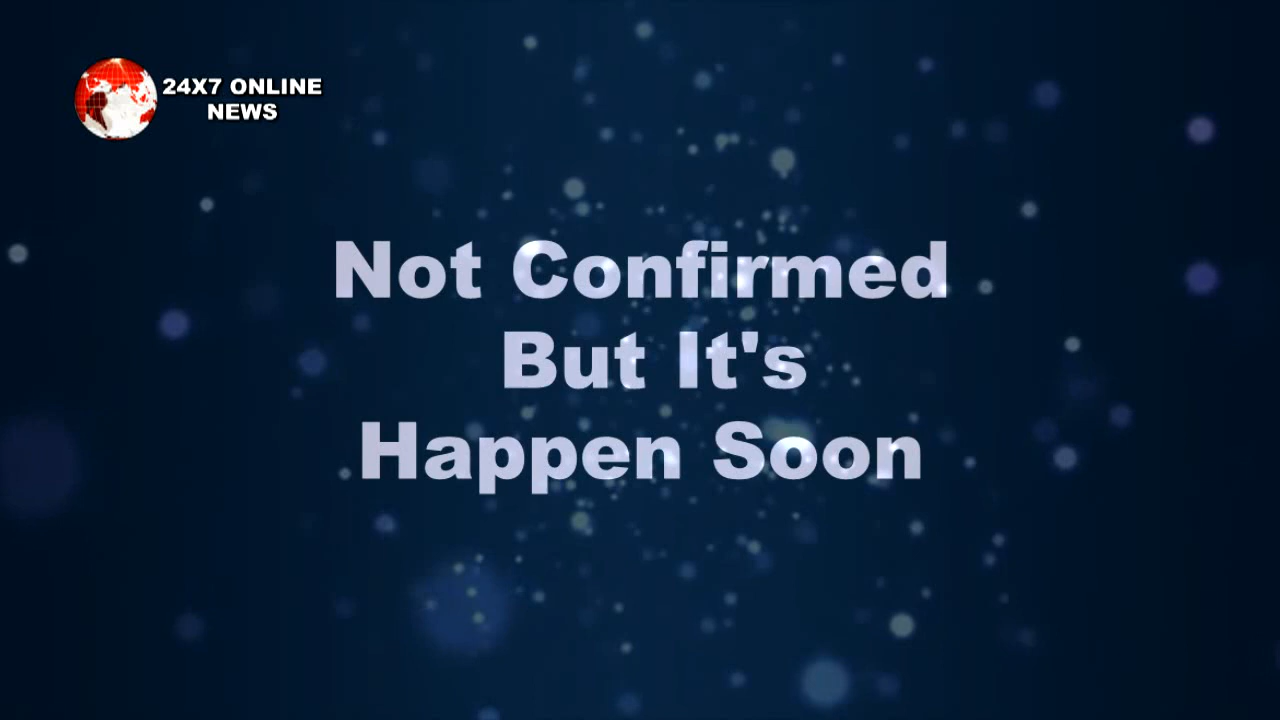 24X7 ONLINE
NEWS
Not Confirmed
But It's
Happen Soon